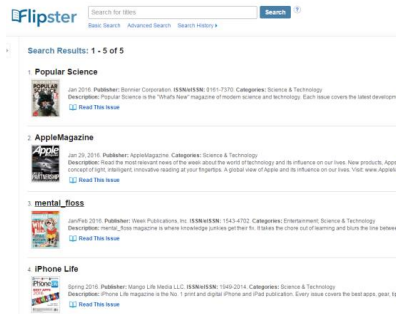 Flipster
Search for titles
Search
?
Basic Search Advanced Search Search History
Search Results: 1 - 5 of 5
1. Popular Science
POPULAR SCIENCE
Jan 2016. Publisher: Bonnier Corporation. ISSN/eISSN: 0161-7370. Categories: Science & Technology
Description: Popular Science is the "What's New" magazine of modern science and technology. Each issue covers the latest developm
Read This Issue
2. AppleMagazine
Apple
Jan 29, 2016. Publisher: AppleMagazine. Categories: Science & Technology
Description: Read the most relevant news of the week about the world of technology and its influence on our lives. New products, Apps
concept of light, intelligent, innovative reading at your fingertips. A global view of Apple and its influence on our lives. Visit: www.Applel
Read This Issue
3. mental_floss
Jan/Feb 2016. Publisher: Week Publications, Inc. ISSN/eISSN: 1543-4702. Categories: Entertainment, Science & Technology
Description: mental_floss magazine is where knowledge junkies get their fix. It takes the chore out of learning and blurs the line betwee
Read This Issue
4. iPhone Life
iPhone
Spring 2016. Publisher: Mango Life Media LLC. ISSN/eISSN: 1949-2014. Categories: Science & Technology
Description: iPhone Life magazine is the No. 1 print and digital iPhone and iPad publication. Every issue covers the best apps, gear, ti
Read This Issue